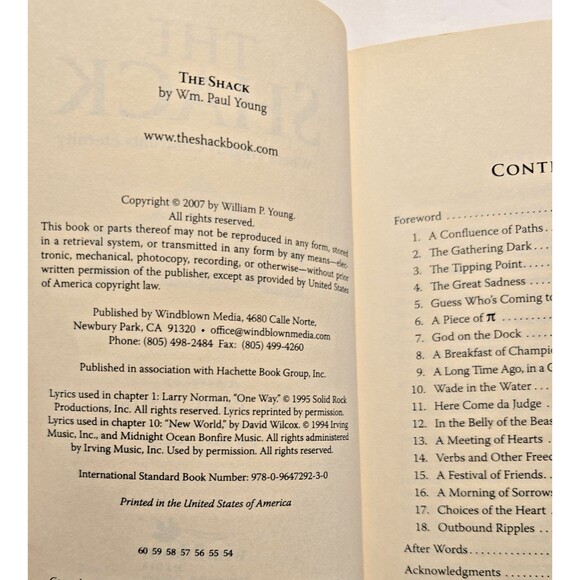 THE SHACK
by Wm. Paul Young
www.theshackbook.com
Copyright © 2007 by William P. Young.
All rights reserved.
This book or parts thereof may not be reproduced in any form, stored
in a retrieval system, or transmitted in any form by any means—elec-
tronic, mechanical, photocopy, recording, or otherwise—without prior
written permission of the publisher, except as provided by United States
of America copyright law.
Published by Windblown Media, 4680 Calle Norte,
Newbury Park, CA 91320 • office@windblownmedia.com
Phone: (805) 498-2484 Fax: (805) 499-4260
Published in association with Hachette Book Group, Inc.
Lyrics used in chapter 1: Larry Norman, "One Way." © 1995 Solid Rock
Productions, Inc. All rights reserved. Lyrics reprinted by permission.
Lyrics used in chapter 10: "New World," by David Wilcox. © 1994 Irving
Music, Inc., and Midnight Ocean Bonfire Music. All rights administered
by Irving Music, Inc. Used by permission. All rights reserved.
International Standard Book Number: 978-0-9647292-3-0
Printed in the United States of America
60 59 58 57 56 55 54
CONTE
Foreword
1. A Confluence of Paths
2. The Gathering Dark
3. The Tipping Point
4. The Great Sadness
5. Guess Who's Coming to
6. A Piece of π
7. God on the Dock
8. A Breakfast of Champi
9. A Long Time Ago, in a
10. Wade in the Water
11. Here Come da Judge
12. In the Belly of the Beas
13. A Meeting of Hearts
14. Verbs and Other Free
15. A Festival of Friends
16. A Morning of Sorrows
17. Choices of the Heart
18. Outbound Ripples
After Words
Acknowledgments